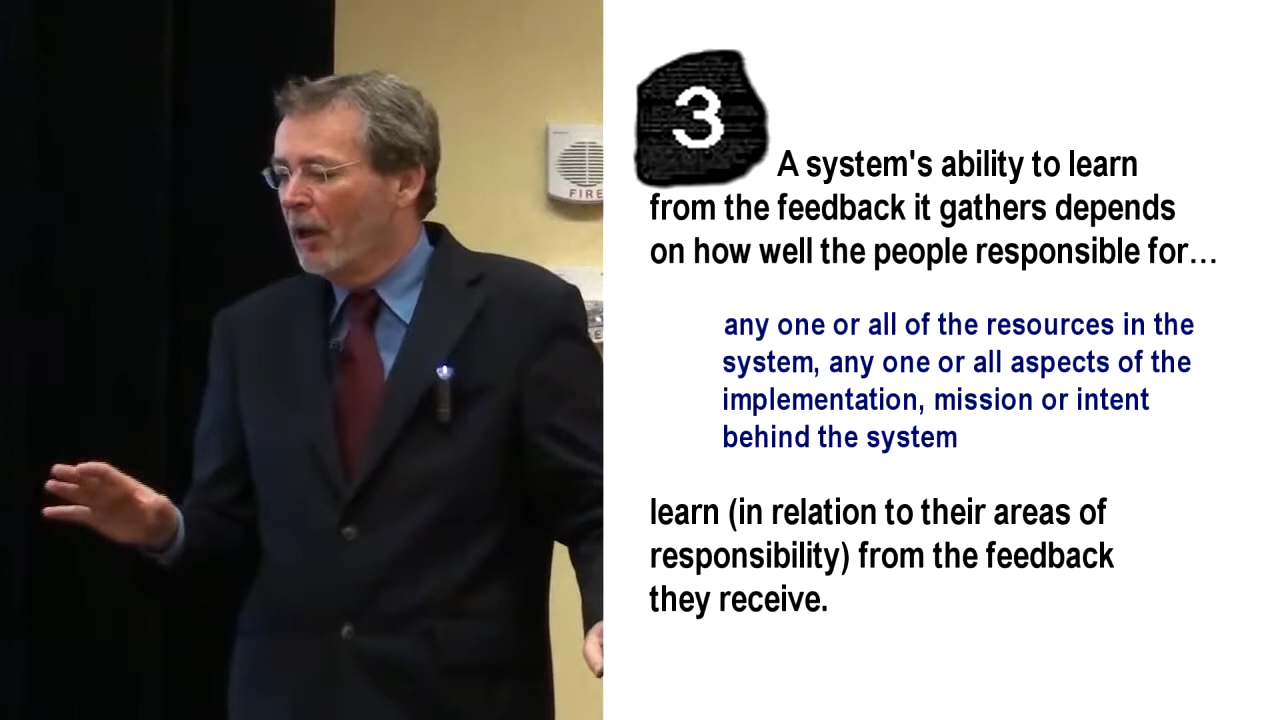 FIRE
3
A system's ability to learn
from the feedback it gathers depends
on how well the people responsible for…
any one or all of the resources in the
system, any one or all aspects of the
implementation, mission or intent
behind the system
learn (in relation to their areas of
responsibility) from the feedback
they receive.